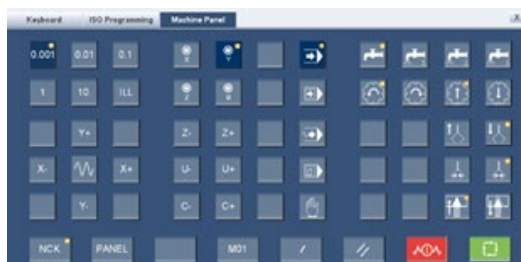 Keyboard ISO Programming Machine Panel
0.001 0.01 0.1 X Y
1 10
Y+ Z- Z+
X- X+ U- U+
Y- C- C+
NCK PANEL M01 / //